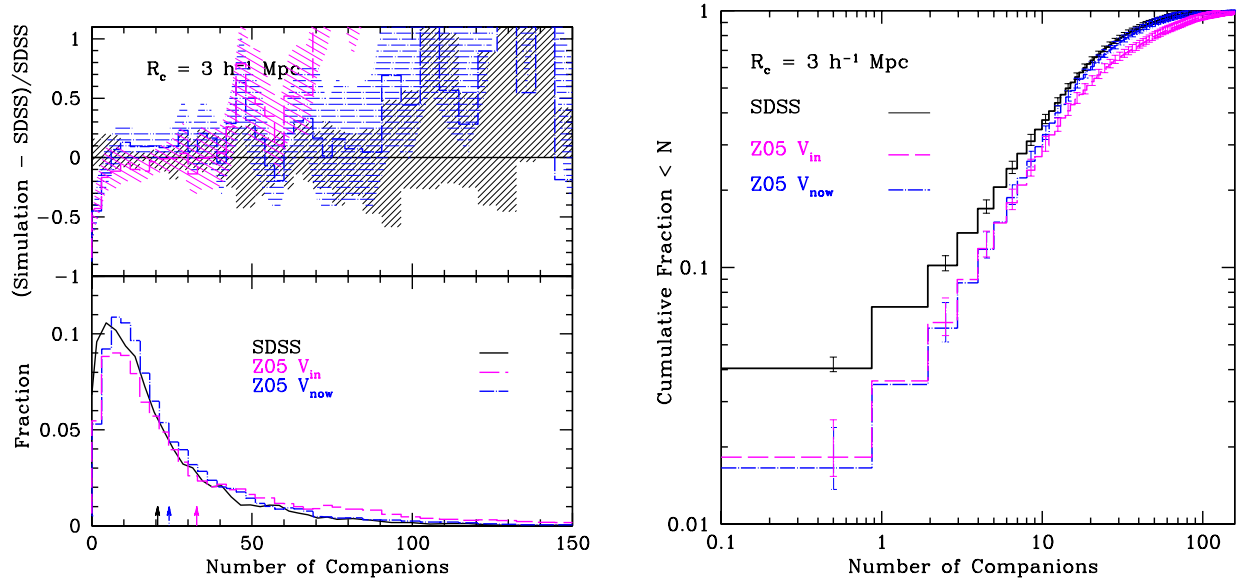 (Simulation − SDSS)/SDSS
1
0.5
0
−0.5
−1
R_c = 3 h⁻¹ Mpc
Fraction
0.1
0.05
0
SDSS
Z05 V_in
Z05 V_now
0 50 100 150
Number of Companions
Cumulative Fraction < N
1
0.1
0.01
R_c = 3 h⁻¹ Mpc
SDSS
Z05 V_in
Z05 V_now
0.1 1 10 100
Number of Companions